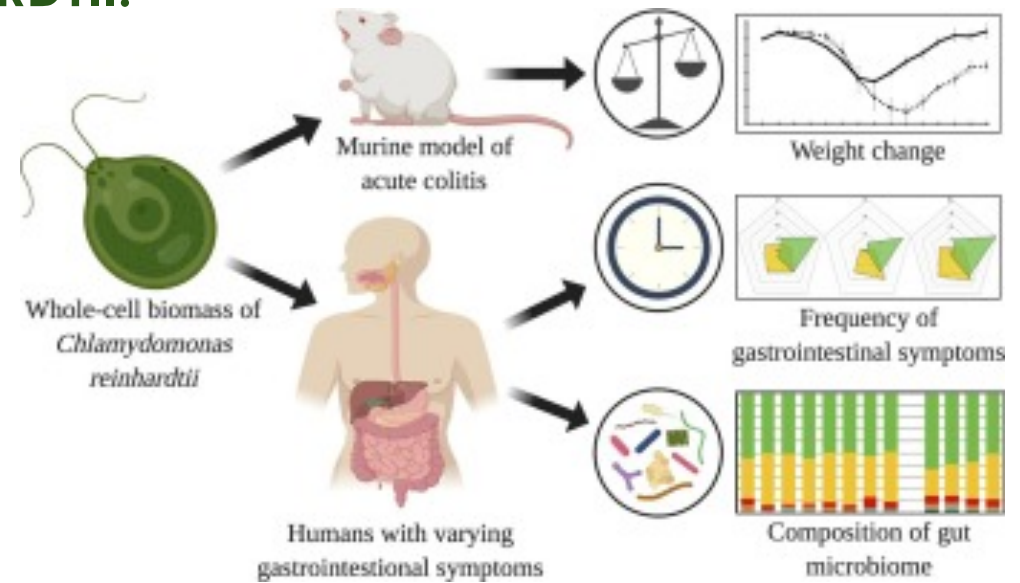 Murine model of
acute colitis
Weight change
Whole-cell biomass of
Chlamydomonas
reinhardtii
Frequency of
gastrointestinal symptoms
Humans with varying
gastrointestional symptoms
Composition of gut
microbiome